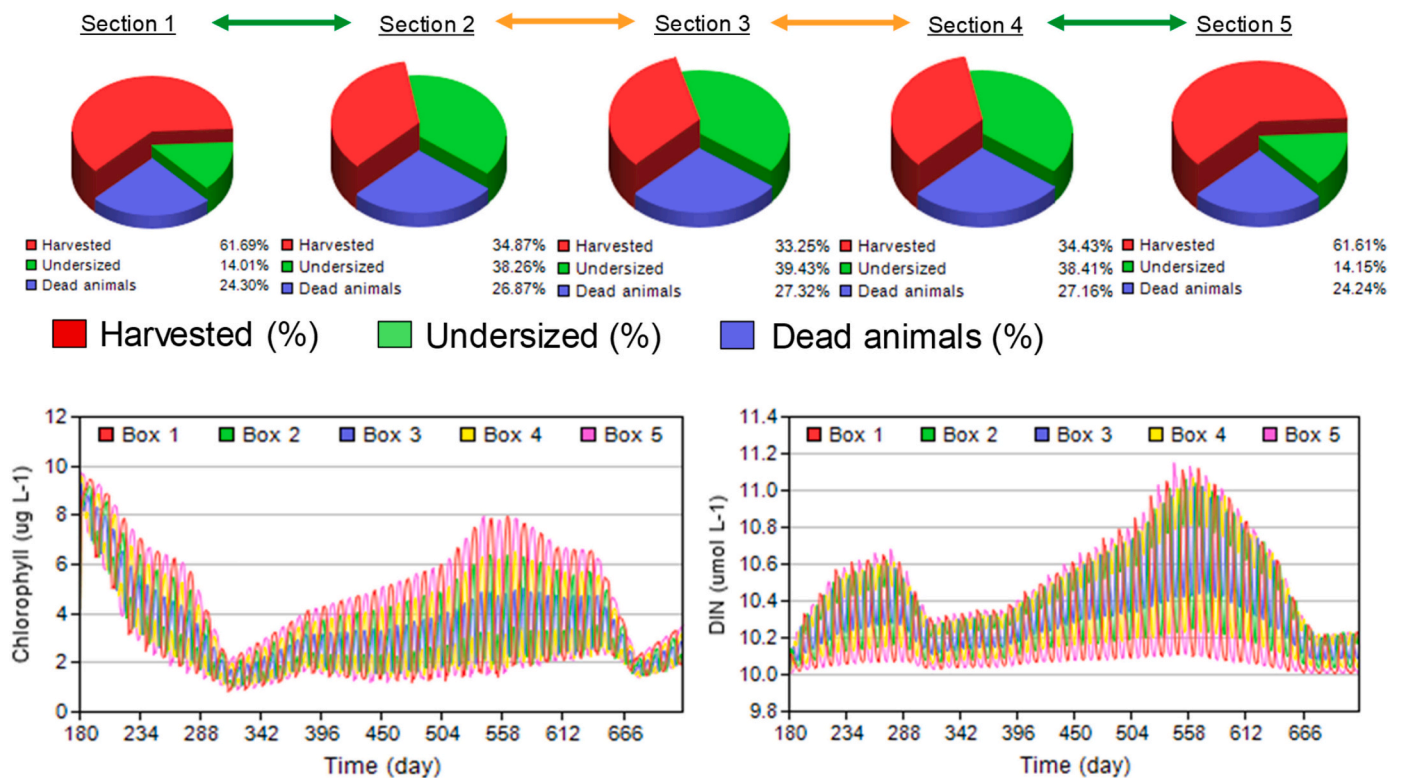 Section 1 Section 2 Section 3 Section 4 Section 5
Harvested 61.69% Harvested 34.87% Harvested 33.25% Harvested 34.43% Harvested 61.61%
Undersized 14.01% Undersized 38.26% Undersized 39.43% Undersized 38.41% Undersized 14.15%
Dead animals 24.30% Dead animals 26.87% Dead animals 27.32% Dead animals 27.16% Dead animals 24.24%
Harvested (%) Undersized (%) Dead animals (%)
Chlorophyll (ug L-1)
12
10
8
6
4
2
0
Box 1 Box 2 Box 3 Box 4 Box 5
180 234 288 342 396 450 504 558 612 666
Time (day)
DIN (umol L-1)
11.4
11.2
11.0
10.8
10.6
10.4
10.2
10.0
9.8
Box 1 Box 2 Box 3 Box 4 Box 5
180 234 288 342 396 450 504 558 612 666
Time (day)